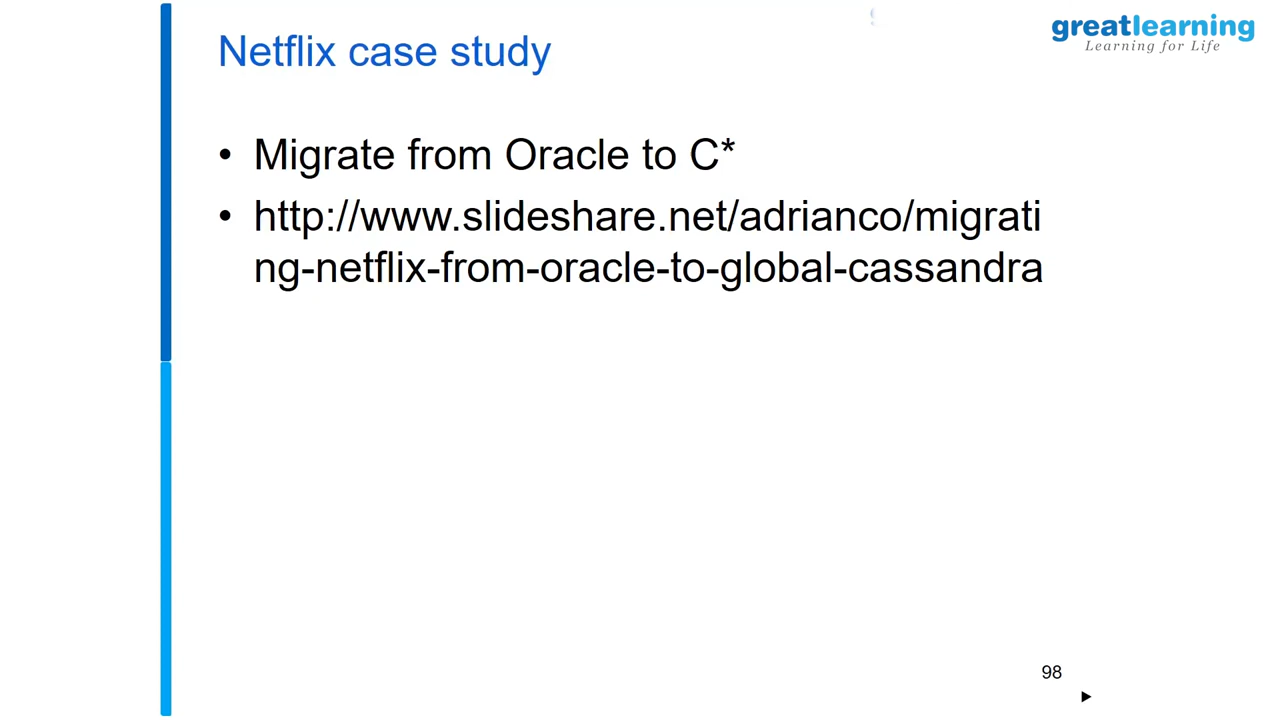 greatlearning
Learning for Life
Netflix case study
• Migrate from Oracle to C*
• http://www.slideshare.net/adrianco/migrati
ng-netflix-from-oracle-to-global-cassandra
98